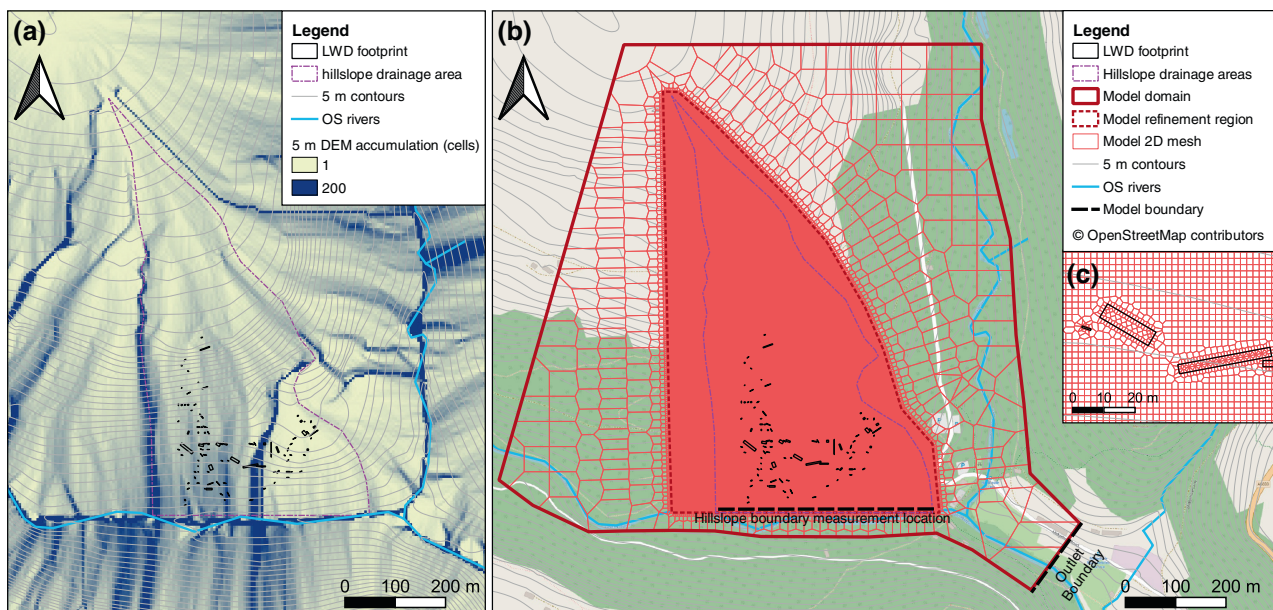 (a)
Legend
LWD footprint
hillslope drainage area
5 m contours
OS rivers
5 m DEM accumulation (cells)
1
200
0 100 200 m
(b)
Legend
LWD footprint
Hillslope drainage areas
Model domain
Model refinement region
Model 2D mesh
5 m contours
OS rivers
Model boundary
© OpenStreetMap contributors
(c)
0 10 20 m
Hillslope boundary measurement location
Outlet
Boundary
0 100 200 m